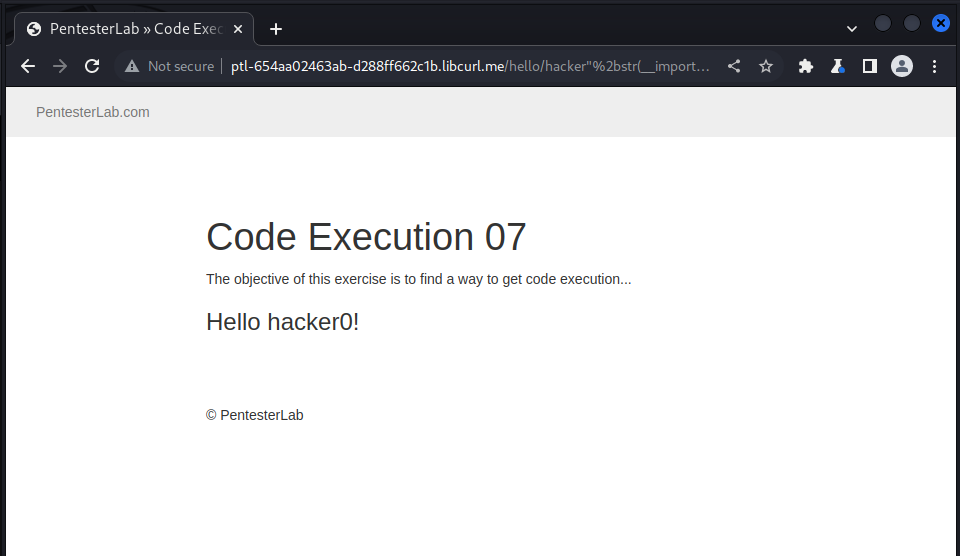 PentesterLab » Code Exec
Not secure | ptl-654aa02463ab-d288ff662c1b.libcurl.me/hello/hacker"%2bstr(__import...
PentesterLab.com
Code Execution 07
The objective of this exercise is to find a way to get code execution...
Hello hacker0!
© PentesterLab